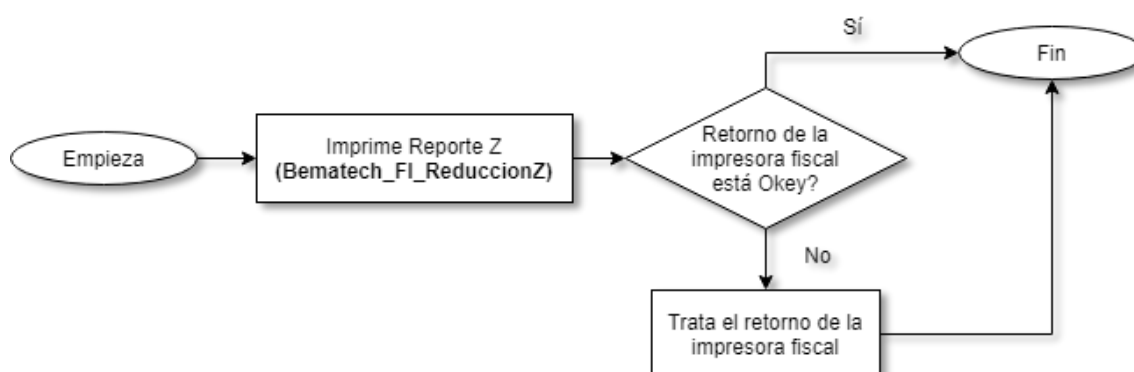 Sí
Fin
Empieza
Imprime Reporte Z
(Bematech_FI_ReduccionZ)
Retorno de la
impresora fiscal
está Okey?
No
Trata el retorno de la
impresora fiscal